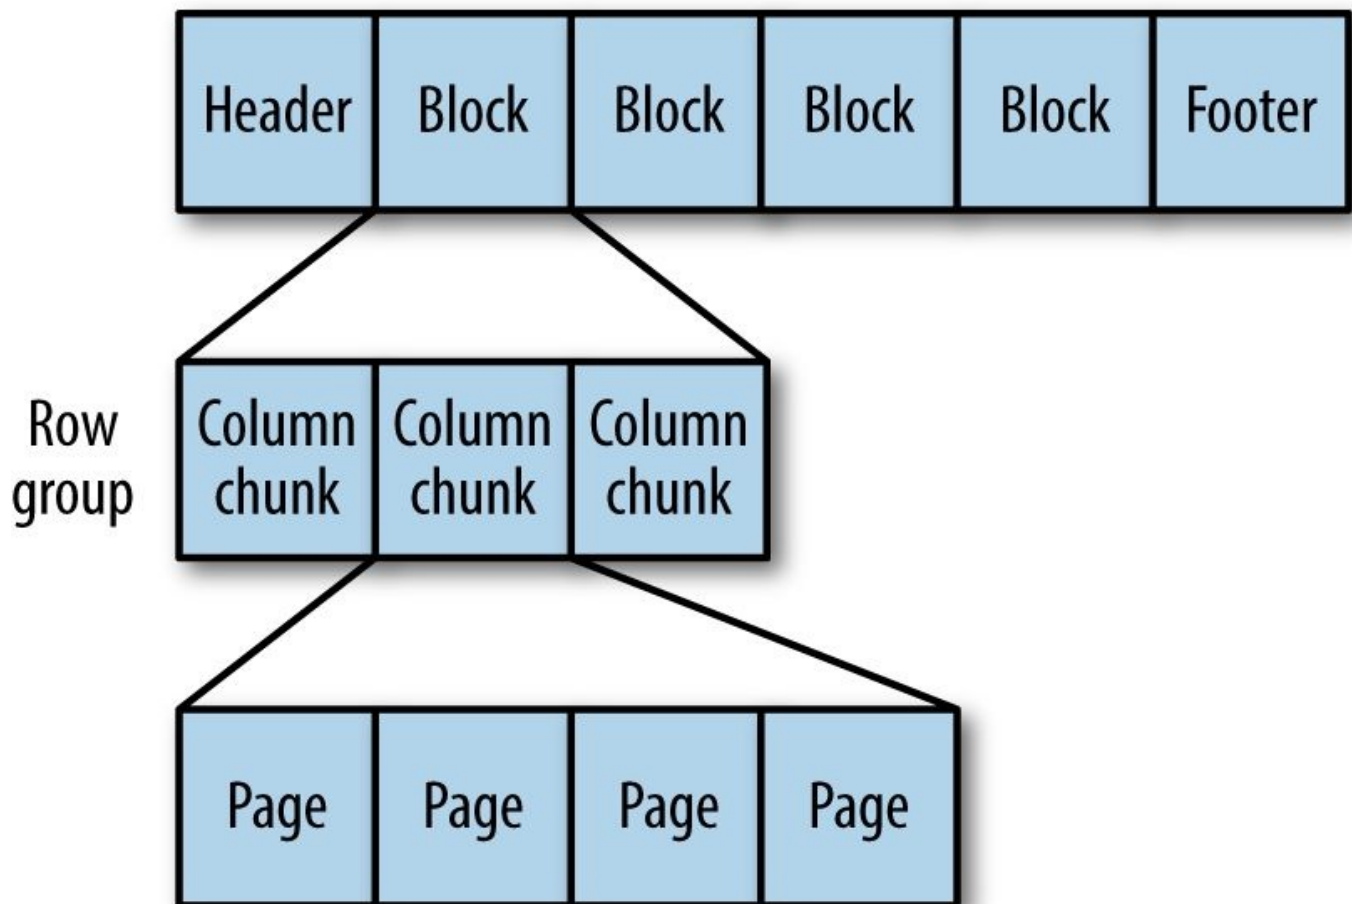 Header Block Block Block Block Footer
Row
group
Column Column Column
chunk chunk chunk
Page Page Page Page